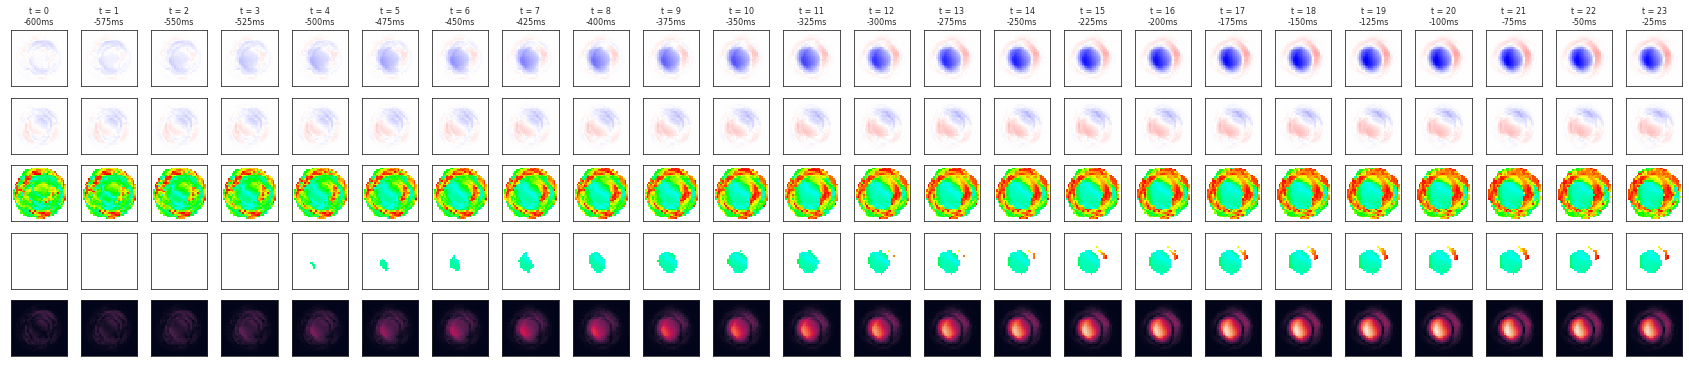 t = 0 t = 1 t = 2 t = 3 t = 4 t = 5 t = 6 t = 7 t = 8 t = 9 t = 10 t = 11 t = 12 t = 13 t = 14 t = 15 t = 16 t = 17 t = 18 t = 19 t = 20 t = 21 t = 22 t = 23
-600ms -575ms -550ms -525ms -500ms -475ms -450ms -425ms -400ms -375ms -350ms -325ms -300ms -275ms -250ms -225ms -200ms -175ms -150ms -125ms -100ms -75ms -50ms -25ms